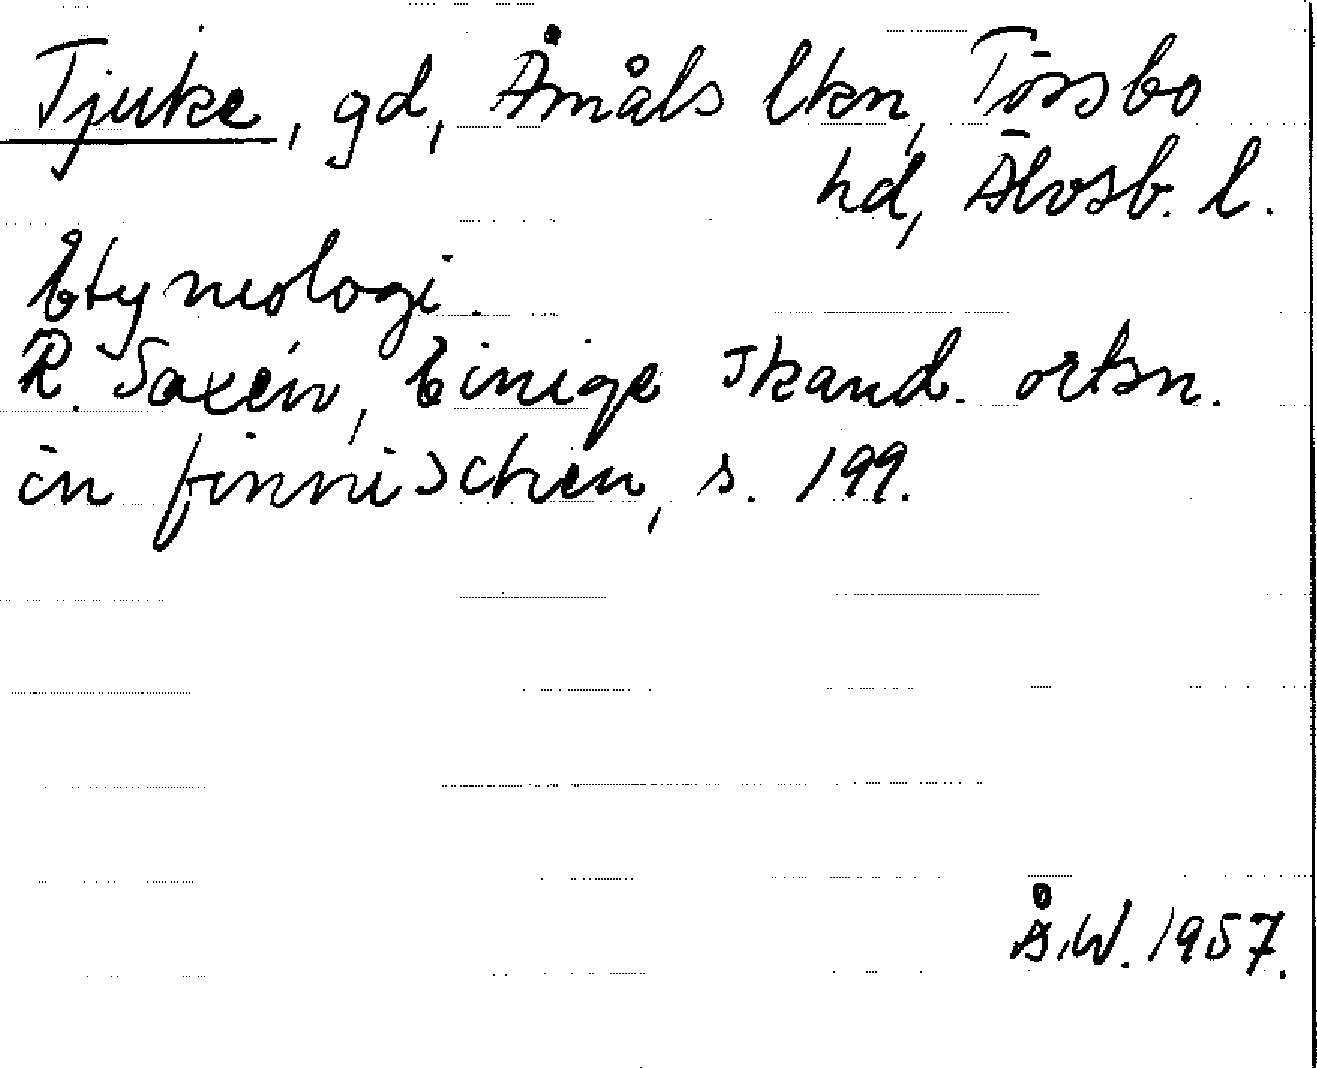 Tjuke, gd, Åmåls lkn, Tössbo
hd, Älvsb. l.
Etymologi.
R. Saxén, Einige skand. ortsn.
in finnischen, s. 199.
Å.W. 1957.